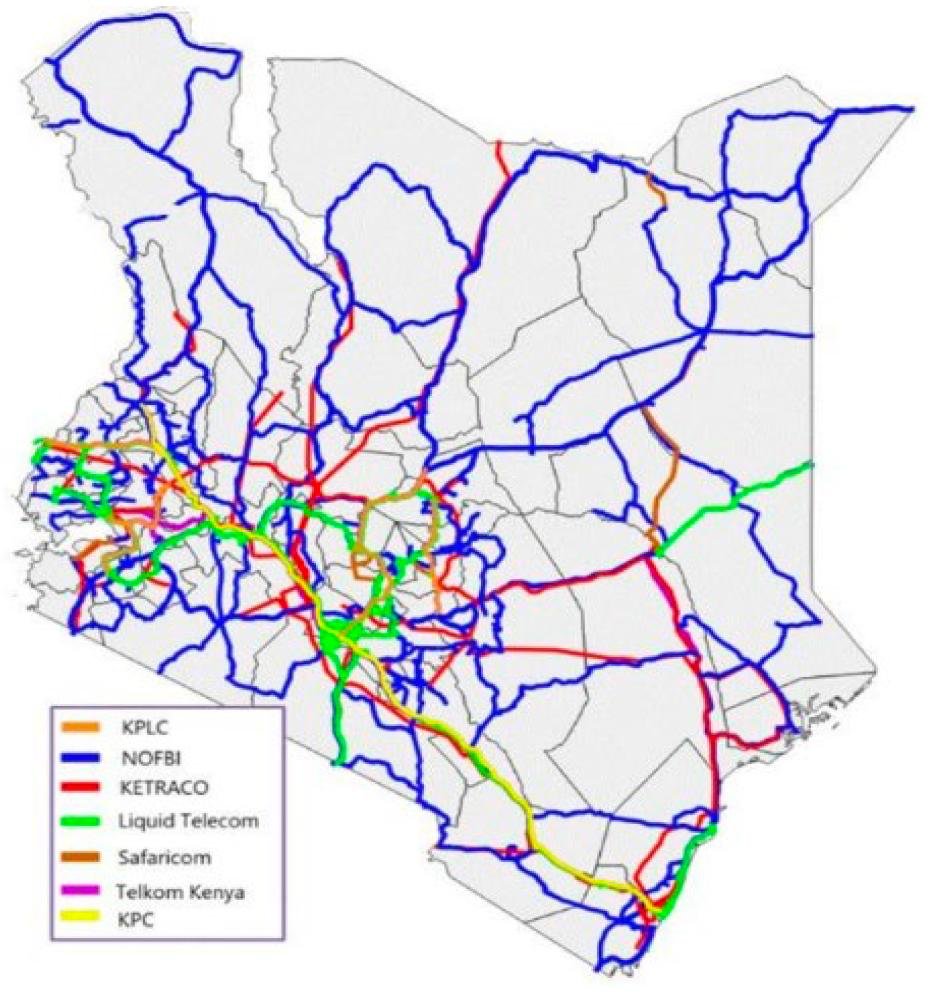 KPLC
NOFBI
KETRACO
Liquid Telecom
Safaricom
Telkom Kenya
KPC